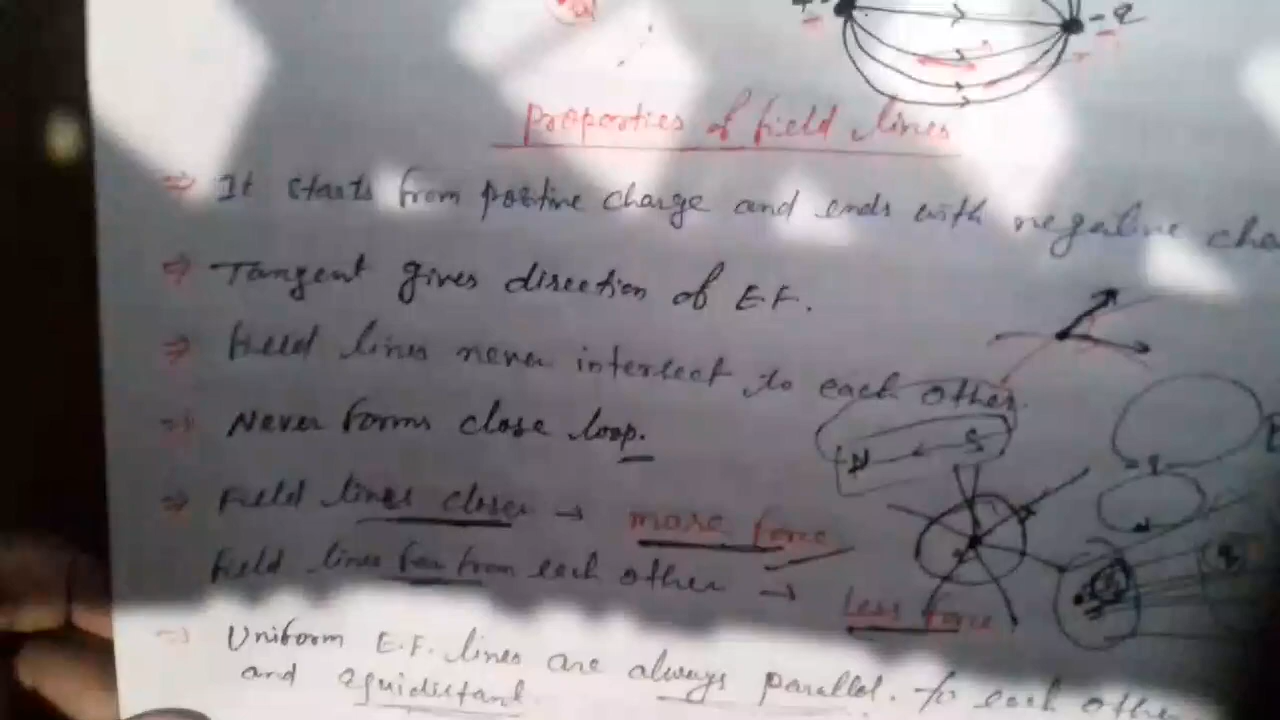 -q
Properties of field lines
⇒ It starts from positive charge and ends with negative cha
⇒ Tangent gives direction of E.F.
⇒ Field lines never intersect to each other.
⇒ Never forms close loop.
⇒ Field lines closer → more force
Field lines far from each other → less force
⇒ Uniform E.F. lines are always parallel. to each other
and equidistant.
N S